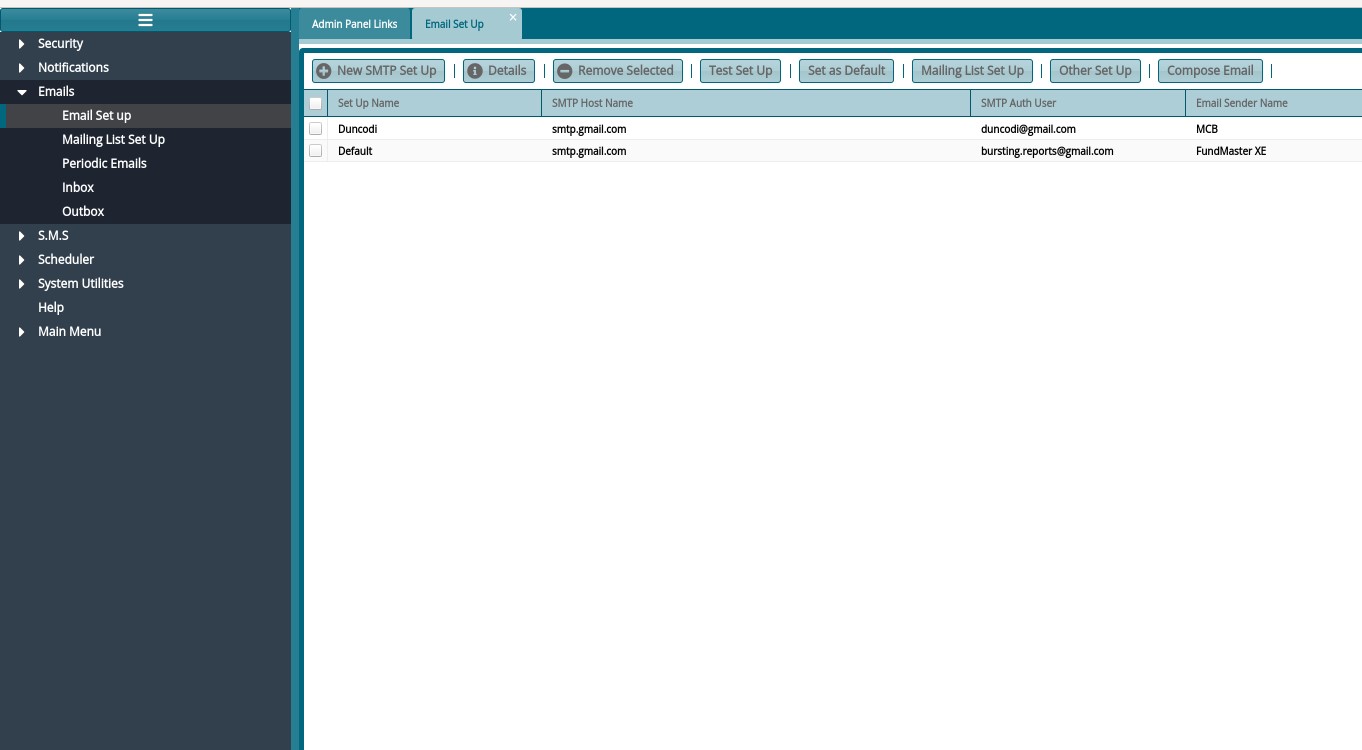 Admin Panel Links
Email Set Up
Security
Notifications
Emails
Email Set up
Mailing List Set Up
Periodic Emails
Inbox
Outbox
S.M.S
Scheduler
System Utilities
Help
Main Menu
New SMTP Set Up | Details | Remove Selected | Test Set Up | Set as Default | Mailing List Set Up | Other Set Up | Compose Email |
Set Up Name SMTP Host Name SMTP Auth User Email Sender Name
Duncodi smtp.gmail.com duncodi@gmail.com MCB
Default smtp.gmail.com bursting.reports@gmail.com FundMaster XE